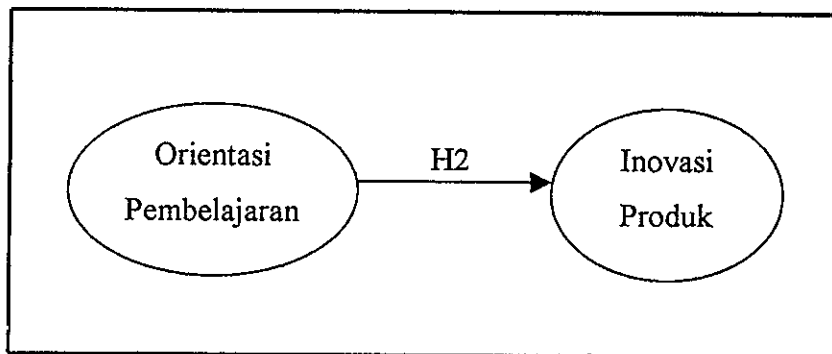 Orientasi
Pembelajaran
H2
Inovasi
Produk